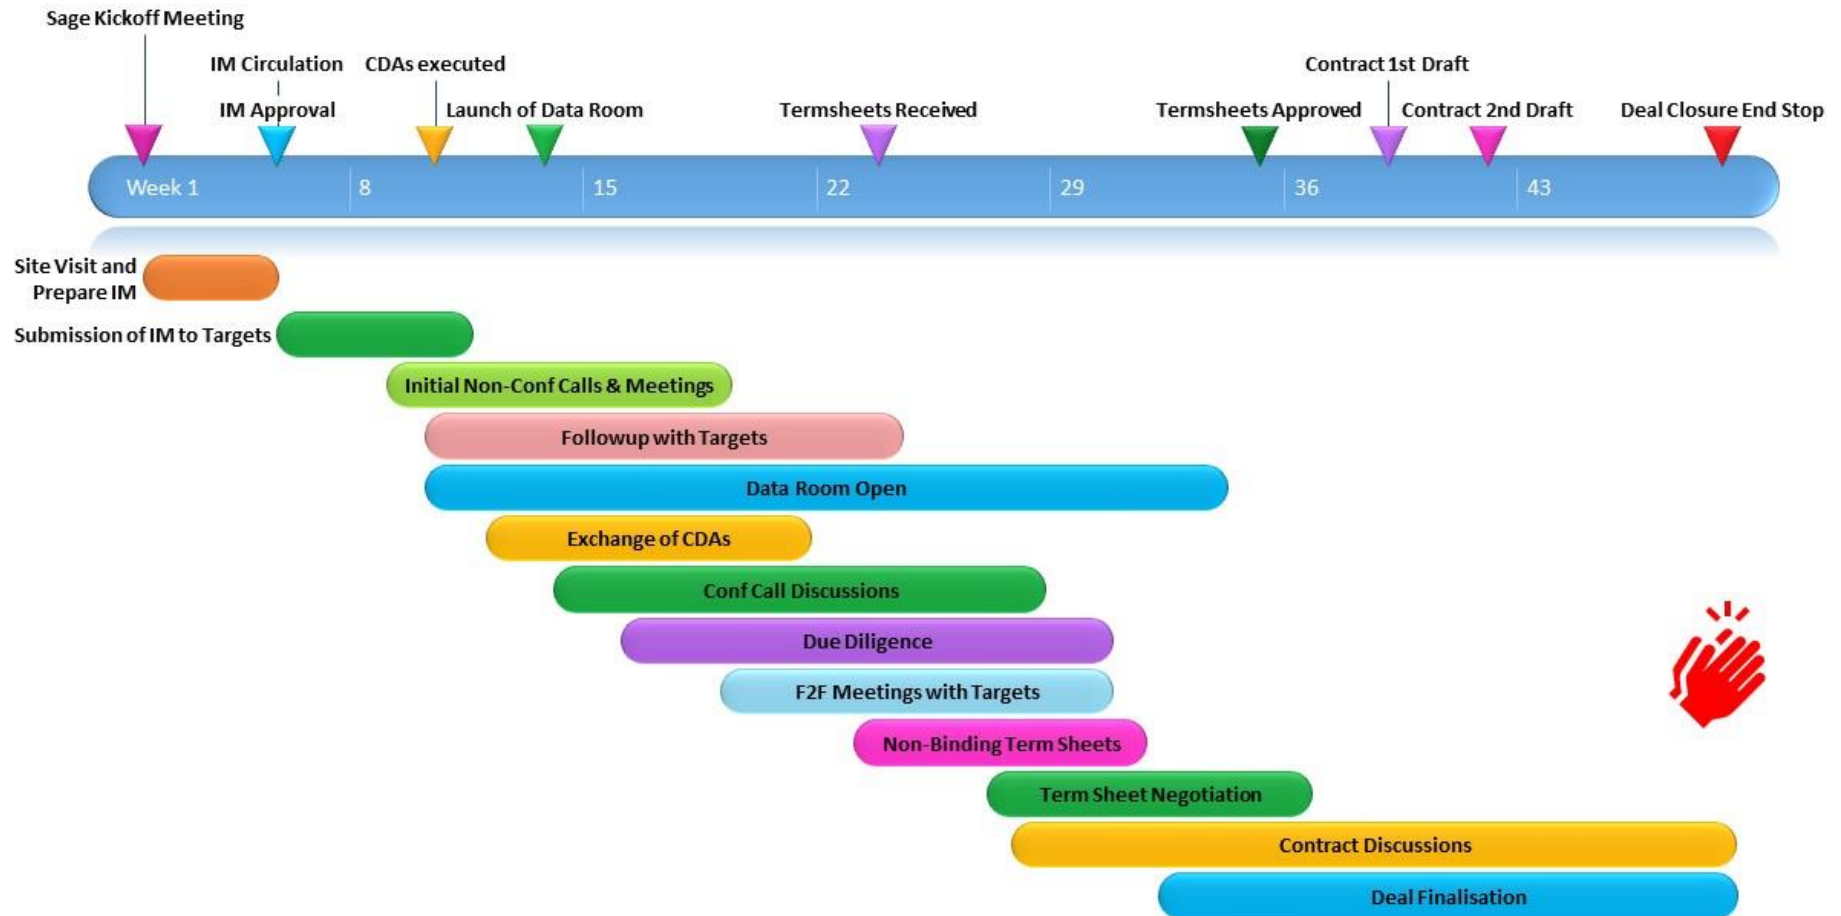 Sage Kickoff Meeting
IM Circulation
CDAs executed
Contract 1st Draft
IM Approval
Launch of Data Room
Termsheets Received
Termsheets Approved
Contract 2nd Draft
Deal Closure End Stop
Week 1
8
15
22
29
36
43
Site Visit and
Prepare IM
Submission of IM to Targets
Initial Non-Conf Calls & Meetings
Followup with Targets
Data Room Open
Exchange of CDAs
Conf Call Discussions
Due Diligence
F2F Meetings with Targets
Non-Binding Term Sheets
Term Sheet Negotiation
Contract Discussions
Deal Finalisation